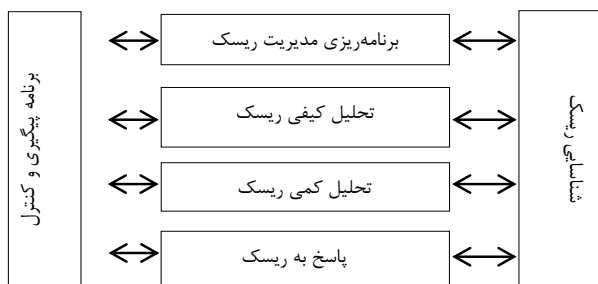 شناسایی ریسک
برنامه‌ریزی مدیریت ریسک
تحلیل کیفی ریسک
تحلیل کمی ریسک
پاسخ به ریسک
برنامه پیگیری و کنترل